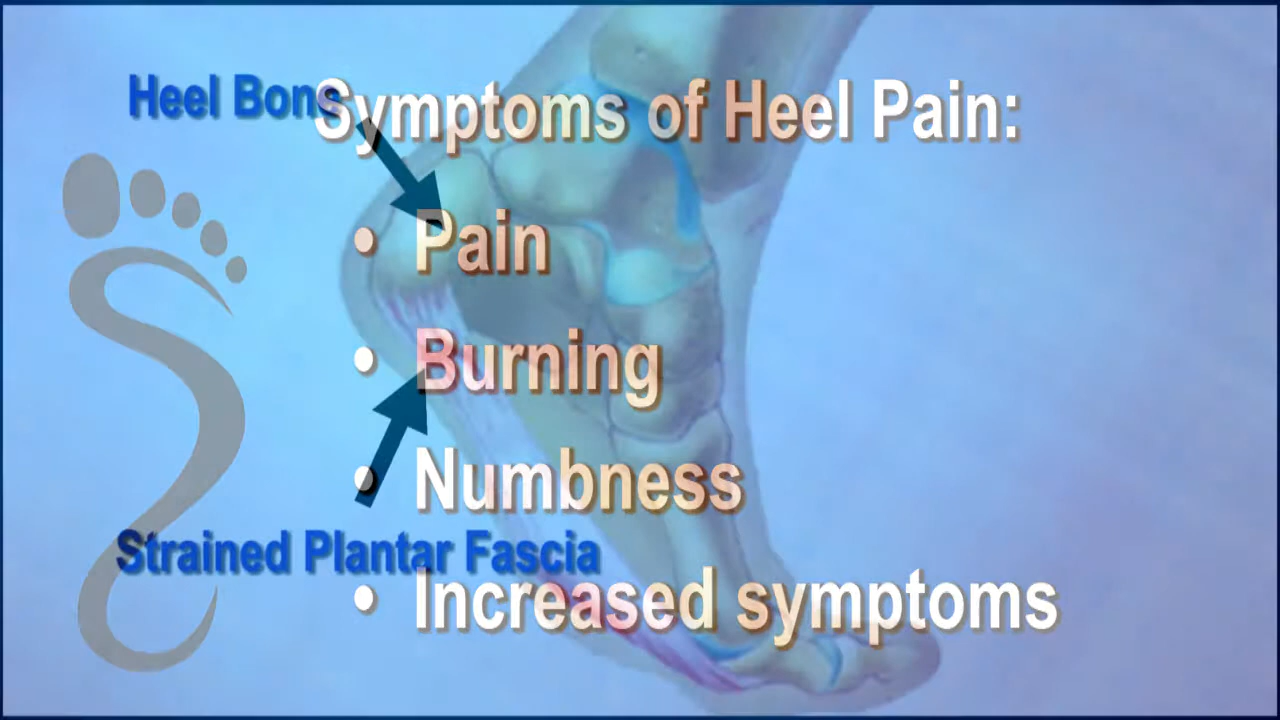 Heel Bone
Symptoms of Heel Pain:
• Pain
• Burning
• Numbness
Strained Plantar Fascia
• Increased symptoms